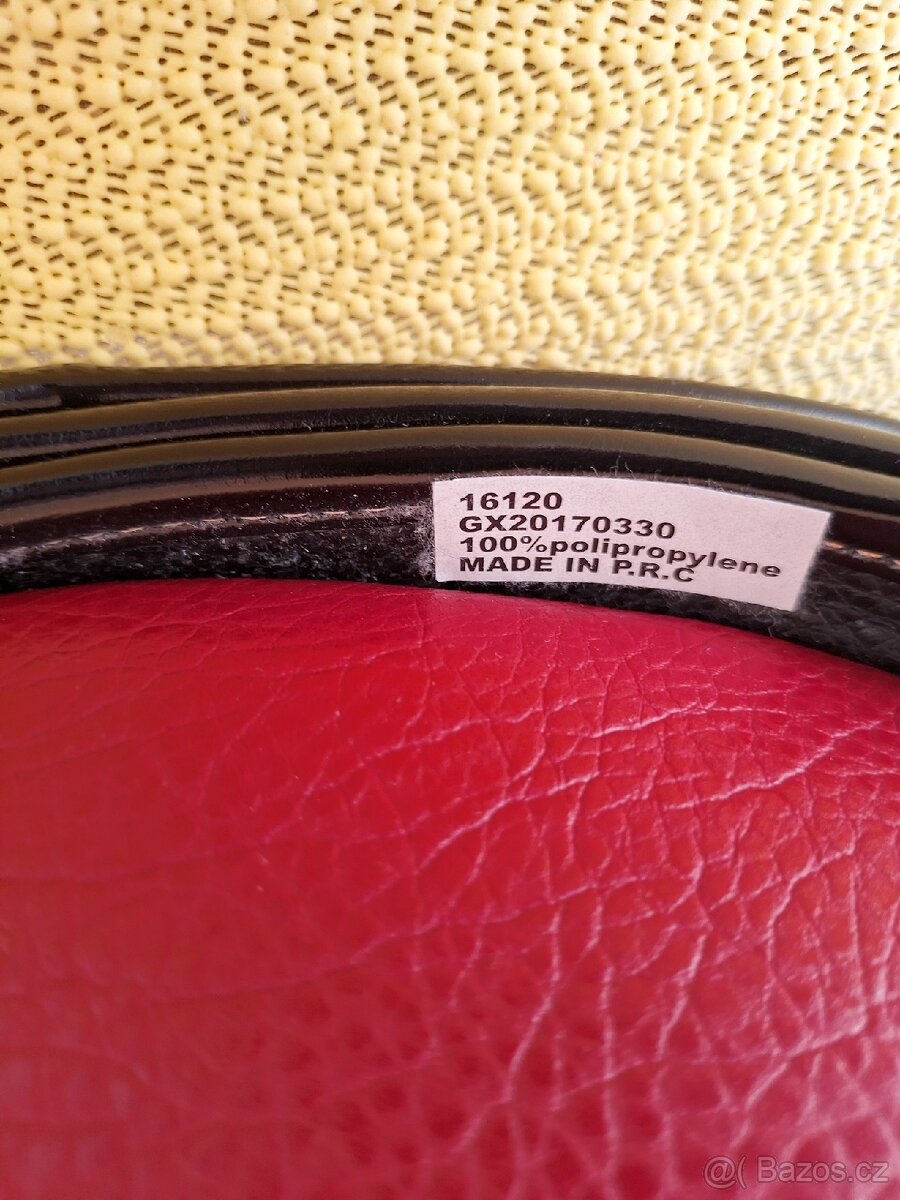 16120
GX20170330
100%polipropylene
MADE IN P.R.C
@( Bazos.cz